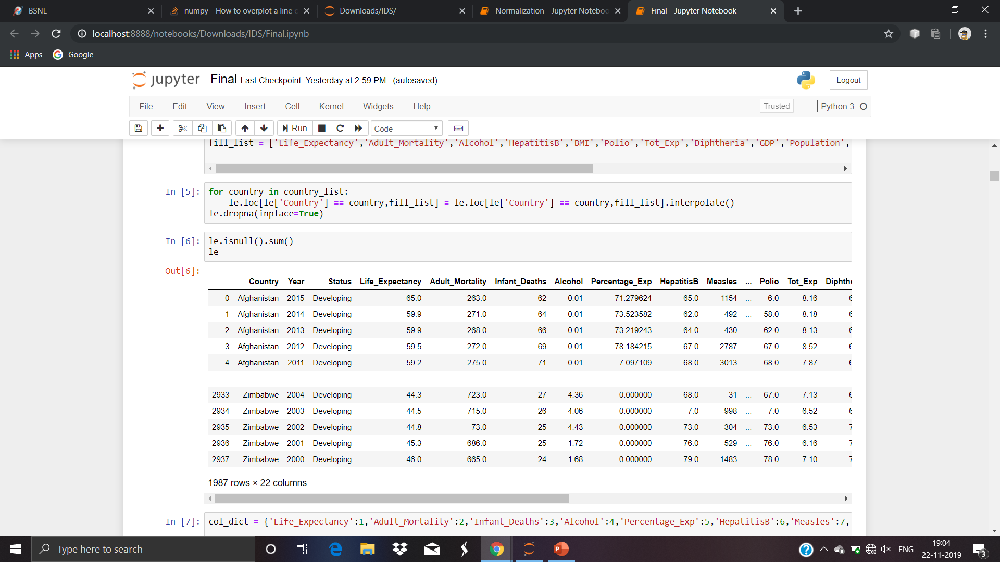 BSNL
numpy - How to overplot a line o
Downloads/IDS/
Normalization - Jupyter Noteboo
Final - Jupyter Notebook
localhost:8888/notebooks/Downloads/IDS/Final.ipynb
Apps Google
jupyter Final Last Checkpoint: Yesterday at 2:59 PM (autosaved) Logout
File Edit View Insert Cell Kernel Widgets Help Trusted Python 3
Run Code
fill_list = ['Life_Expectancy','Adult_Mortality','Alcohol','HepatitisB','BMI','Polio','Tot_Exp','Diphtheria','GDP','Population',
In [5]: for country in country_list:
le.loc[le['Country'] == country,fill_list] = le.loc[le['Country'] == country,fill_list].interpolate()
le.dropna(inplace=True)
In [6]: le.isnull().sum()
le
Out[6]:
Country Year Status Life_Expectancy Adult_Mortality Infant_Deaths Alcohol Percentage_Exp HepatitisB Measles ... Polio Tot_Exp Diphthe
0 Afghanistan 2015 Developing 65.0 263.0 62 0.01 71.279624 65.0 1154 ... 6.0 8.16 6
1 Afghanistan 2014 Developing 59.9 271.0 64 0.01 73.523582 62.0 492 ... 58.0 8.18 6
2 Afghanistan 2013 Developing 59.9 268.0 66 0.01 73.219243 64.0 430 ... 62.0 8.13 6
3 Afghanistan 2012 Developing 59.5 272.0 69 0.01 78.184215 67.0 2787 ... 67.0 8.52 6
4 Afghanistan 2011 Developing 59.2 275.0 71 0.01 7.097109 68.0 3013 ... 68.0 7.87 6
... ... ... ... ... ... ... ... ... ... ... ... ... ...
2933 Zimbabwe 2004 Developing 44.3 723.0 27 4.36 0.000000 68.0 31 ... 67.0 7.13 6
2934 Zimbabwe 2003 Developing 44.5 715.0 26 4.06 0.000000 7.0 998 ... 7.0 6.52 6
2935 Zimbabwe 2002 Developing 44.8 73.0 25 4.43 0.000000 73.0 304 ... 73.0 6.53 7
2936 Zimbabwe 2001 Developing 45.3 686.0 25 1.72 0.000000 76.0 529 ... 76.0 6.16 7
2937 Zimbabwe 2000 Developing 46.0 665.0 24 1.68 0.000000 79.0 1483 ... 78.0 7.10 7
1987 rows × 22 columns
In [7]: col_dict = {'Life_Expectancy':1,'Adult_Mortality':2,'Infant_Deaths':3,'Alcohol':4,'Percentage_Exp':5,'HepatitisB':6,'Measles':7,
Type here to search
ENG
19:04
22-11-2019
3